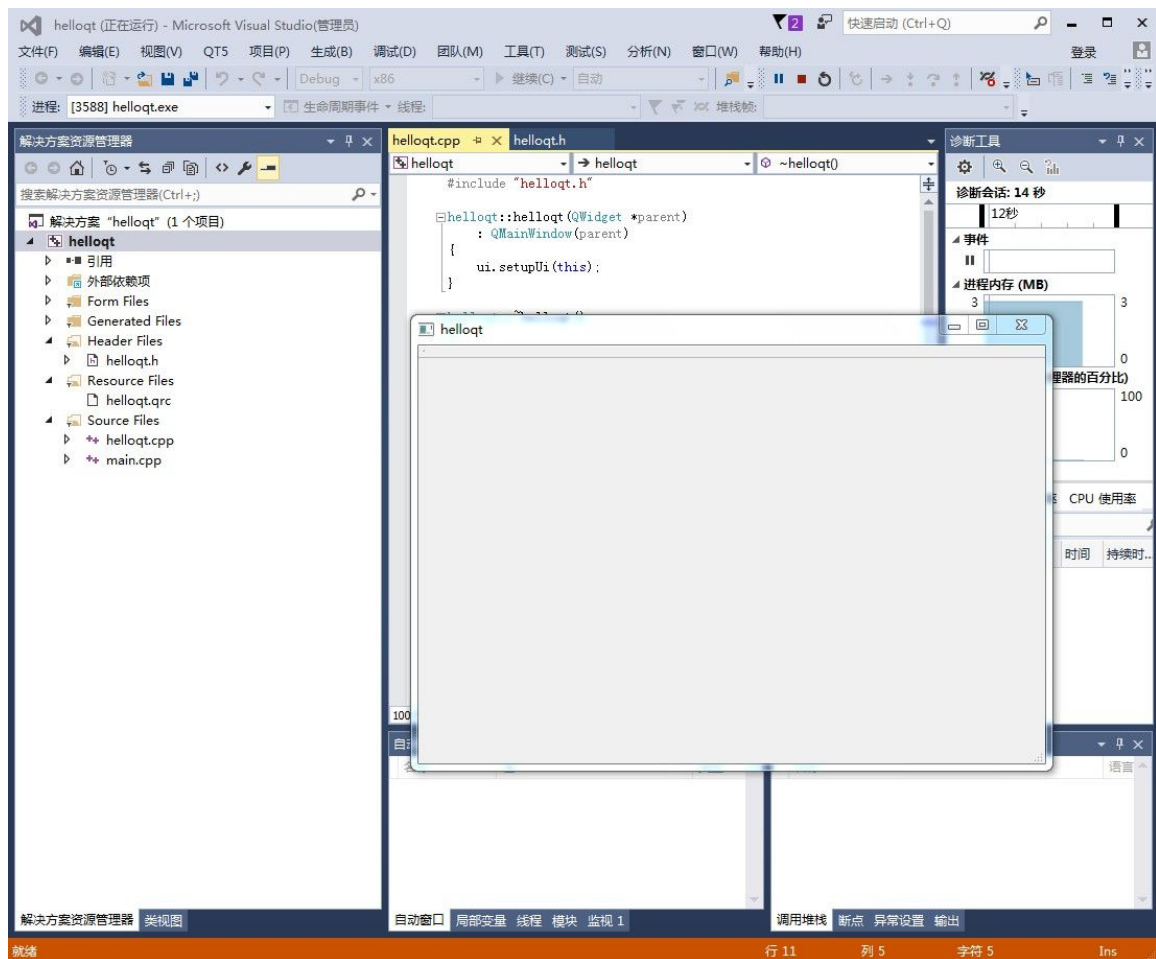 helloqt (正在运行) - Microsoft Visual Studio(管理员)
2
快速启动 (Ctrl+Q)
文件(F) 编辑(E) 视图(V) QT5 项目(P) 生成(B) 调试(D) 团队(M) 工具(T) 测试(S) 分析(N) 窗口(W) 帮助(H) 登录
Debug x86 继续(C) 自动
进程: [3588] helloqt.exe 生命周期事件 线程: 堆栈帧:
解决方案资源管理器
搜索解决方案资源管理器(Ctrl+;)
解决方案 "helloqt" (1 个项目)
helloqt
引用
外部依赖项
Form Files
Generated Files
Header Files
helloqt.h
Resource Files
helloqt.qrc
Source Files
helloqt.cpp
main.cpp
解决方案资源管理器 类视图
helloqt.cpp helloqt.h
helloqt helloqt ~helloqt()
#include "helloqt.h"
helloqt::helloqt(QWidget *parent)
: QMainWindow(parent)
{
ui.setupUi(this);
}
helloqt
100
诊断工具
诊断会话: 14 秒
12秒
事件
进程内存 (MB)
3 3
0
理器的百分比)
100
0
CPU 使用率
时间 持续时...
语言
自动窗口 局部变量 线程 模块 监视 1
调用堆栈 断点 异常设置 输出
就绪 行 11 列 5 字符 5 Ins